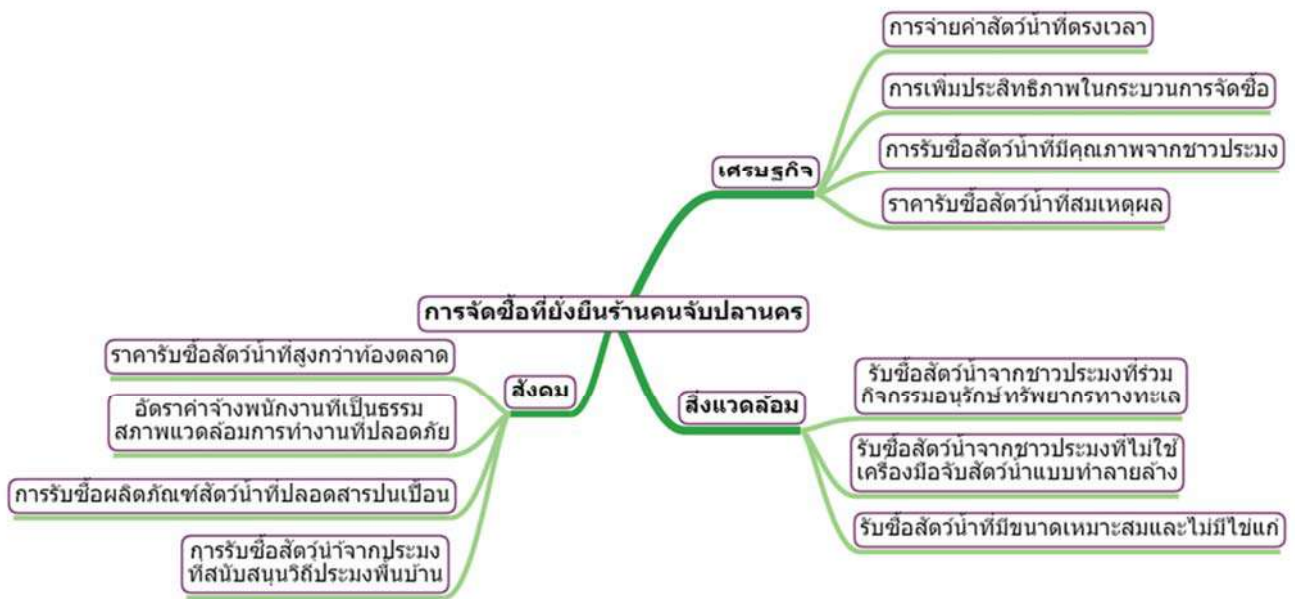 การจ่ายค่าสัตว์น้ำที่ตรงเวลา
การเพิ่มประสิทธิภาพในกระบวนการจัดซื้อ
การรับซื้อสัตว์น้ำที่มีคุณภาพจากชาวประมง
เศรษฐกิจ
ราคารับซื้อสัตว์น้ำที่สมเหตุผล
การจัดซื้อที่ยั่งยืนร้านคนจับปลานคร
ราคารับซื้อสัตว์น้ำที่สูงกว่าท้องตลาด
สังคม
อัตราค่าจ้างพนักงานที่เป็นธรรม
สภาพแวดล้อมการทำงานที่ปลอดภัย
การรับซื้อผลิตภัณฑ์สัตว์น้ำที่ปลอดสารปนเปื้อน
การรับซื้อสัตว์น้ำจากประมง
ที่สนับสนุนวิถีประมงพื้นบ้าน
สิ่งแวดล้อม
รับซื้อสัตว์น้ำจากชาวประมงที่ร่วม
กิจกรรมอนุรักษ์ทรัพยากรทางทะเล
รับซื้อสัตว์น้ำจากชาวประมงที่ไม่ใช้
เครื่องมือจับสัตว์น้ำแบบทำลายล้าง
รับซื้อสัตว์น้ำที่มีขนาดเหมาะสมและไม่มีไข่แก่